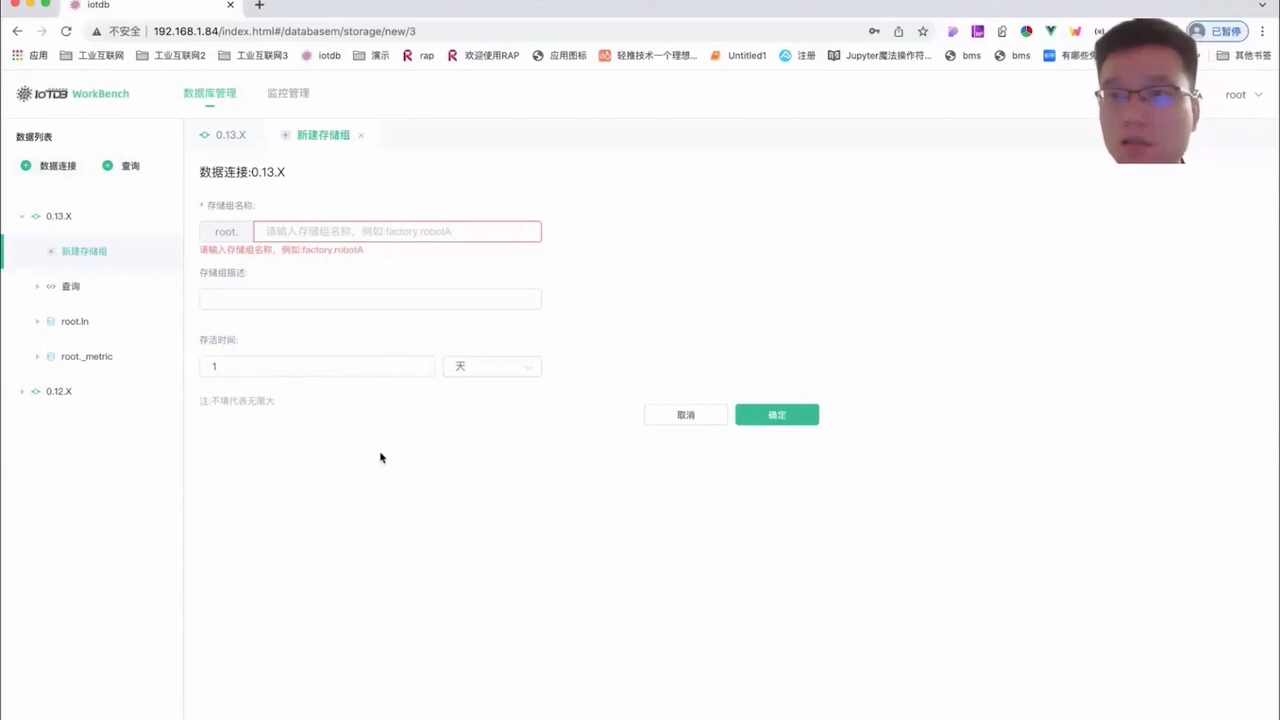 iotdb
不安全 192.168.1.84/index.html#/databasem/storage/new/3
已暂停
应用 工业互联网 工业互联网2 工业互联网3 iotdb 演示 rap 欢迎使用RAP 应用图标 轻推技术一个理想... Untitled1 注册 Jupyter魔法操作符... bms bms 有哪些免 其他书签
IoTDB WorkBench 数据库管理 监控管理 root
数据列表
0.13.X 新建存储组
数据连接 查询
数据连接:0.13.X
存储组名称:
0.13.X
root. 请输入存储组名称、例如:factory.robotA
请输入存储组名称、例如:factory.robotA
新建存储组
存储组描述:
查询
root.ln
存活时间:
root._metric
1 天
0.12.X
注:不填代表无限大
取消 确定